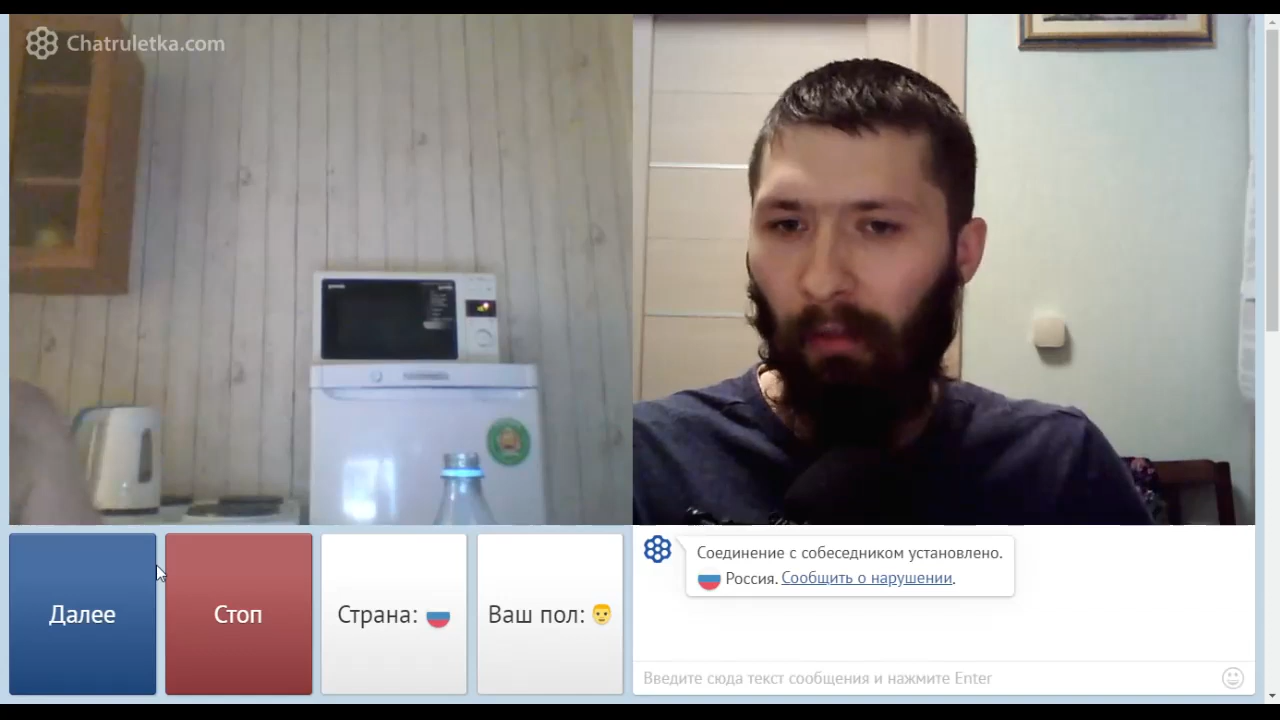 Chatruletka.com
Соединение с собеседником установлено.
Россия. Сообщить о нарушении.
Далее
Стоп
Страна:
Ваш пол:
Введите сюда текст сообщения и нажмите Enter